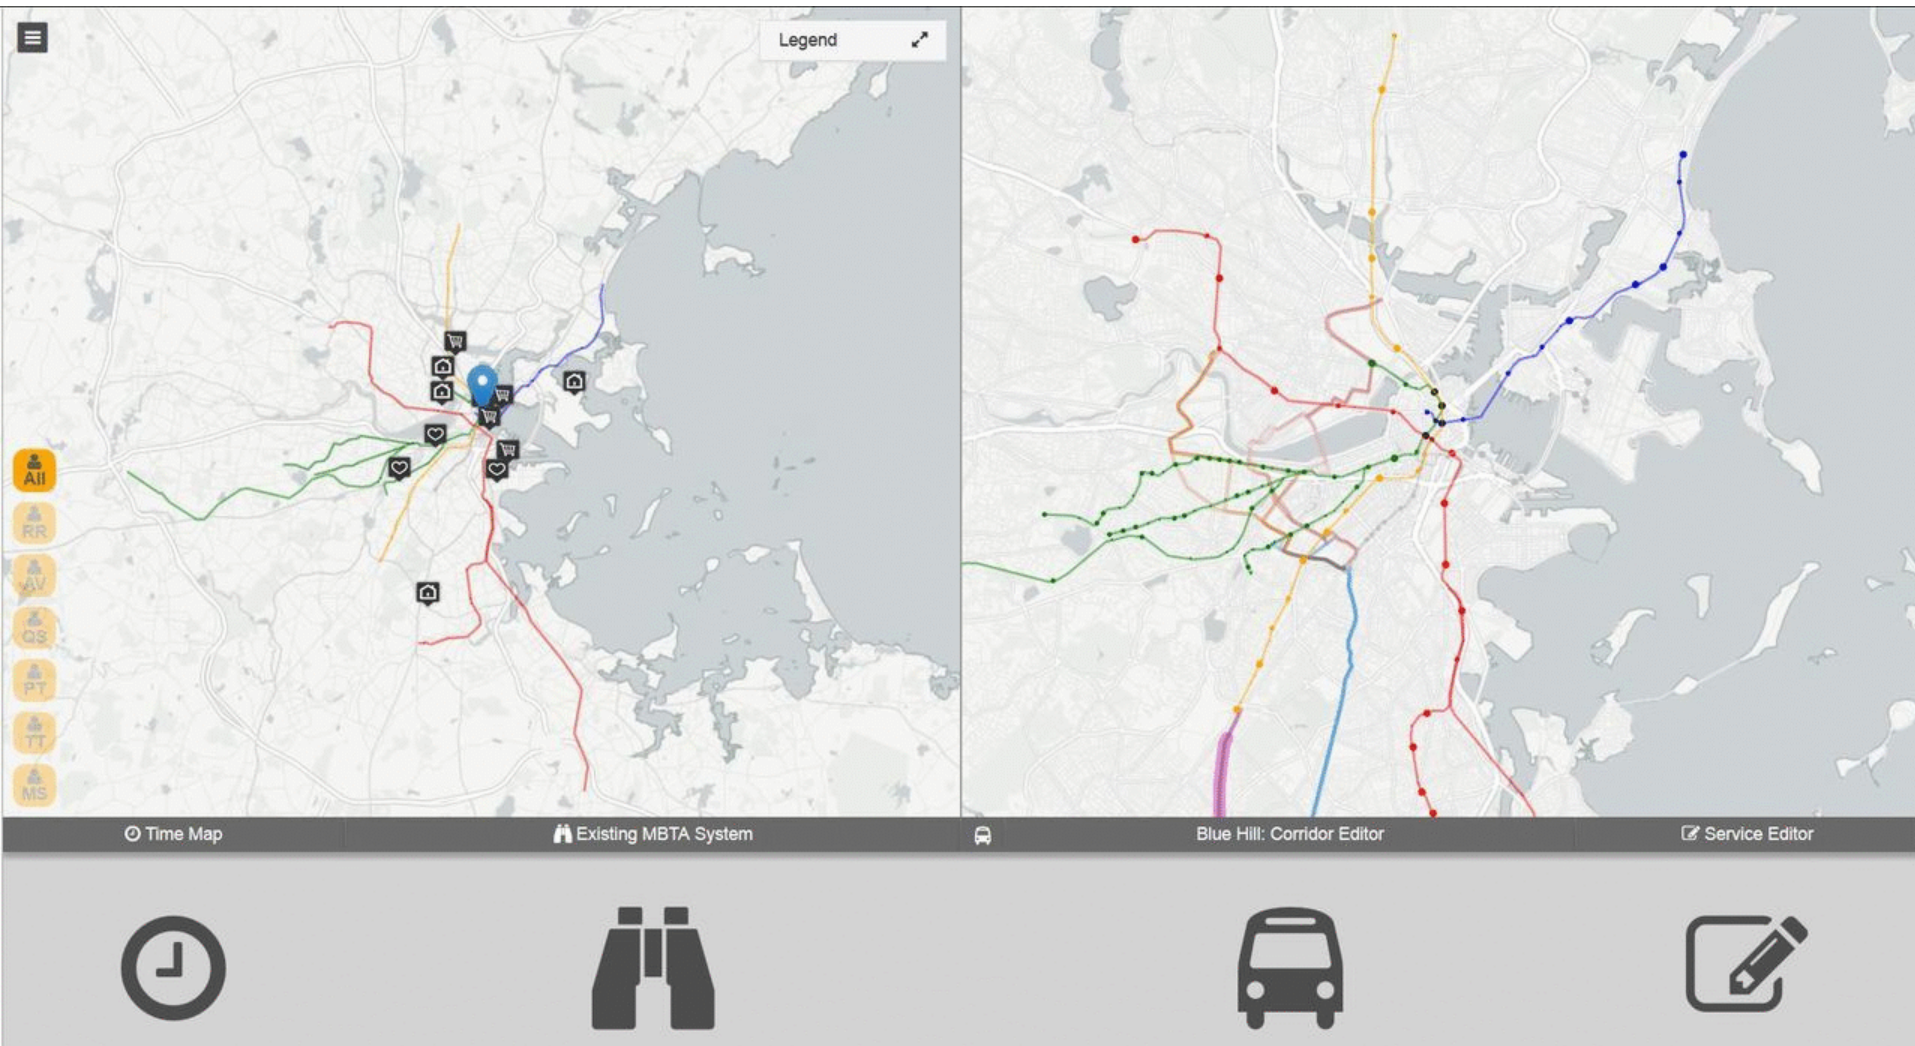 Legend
All
RR
AV
QS
PT
TT
MS
Time Map
Existing MBTA System
Blue Hill: Corridor Editor
Service Editor